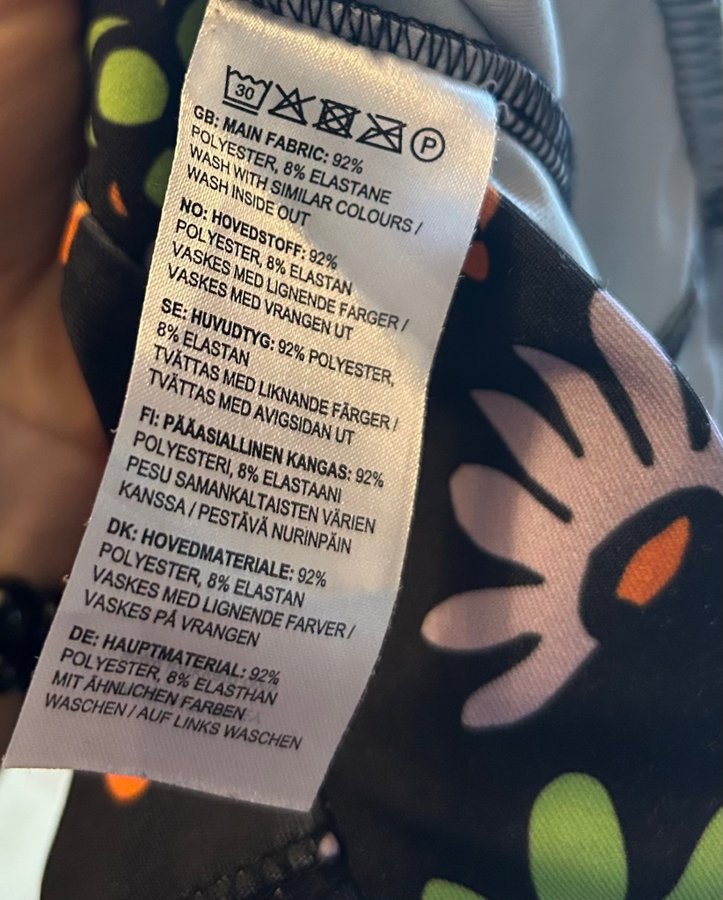 30
P
GB: MAIN FABRIC: 92%
POLYESTER, 8% ELASTANE
WASH WITH SIMILAR COLOURS /
WASH INSIDE OUT
NO: HOVEDSTOFF: 92%
POLYESTER, 8% ELASTAN
VASKES MED LIGNENDE FARGER /
VASKES MED VRANGEN UT
SE: HUVUDTYG: 92% POLYESTER,
8% ELASTAN
TVÄTTAS MED LIKNANDE FÄRGER /
TVÄTTAS MED AVIGSIDAN UT
FI: PÄÄASIALLINEN KANGAS: 92%
POLYESTERI, 8% ELASTAANI
PESU SAMANKALTAISTEN VÄRIEN
KANSSA / PESTÄVÄ NURINPÄIN
DK: HOVEDMATERIALE: 92%
POLYESTER, 8% ELASTAN
VASKES MED LIGNENDE FARVER /
VASKES PÅ VRANGEN
DE: HAUPTMATERIAL: 92%
POLYESTER, 8% ELASTHAN
MIT ÄHNLICHEN FARBEN
WASCHEN / AUF LINKS WASCHEN